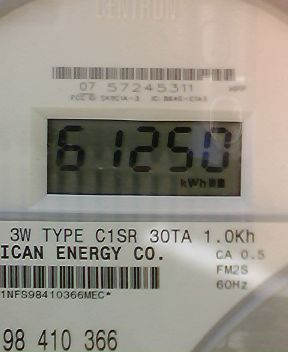 CENTRON
07 57245311
61250
kWh
3W TYPE C1SR 30TA 1.0Kh
ICAN ENERGY CO.
CA 0.5
FM2S
60Hz
1NFS98410366MEC*
98 410 366